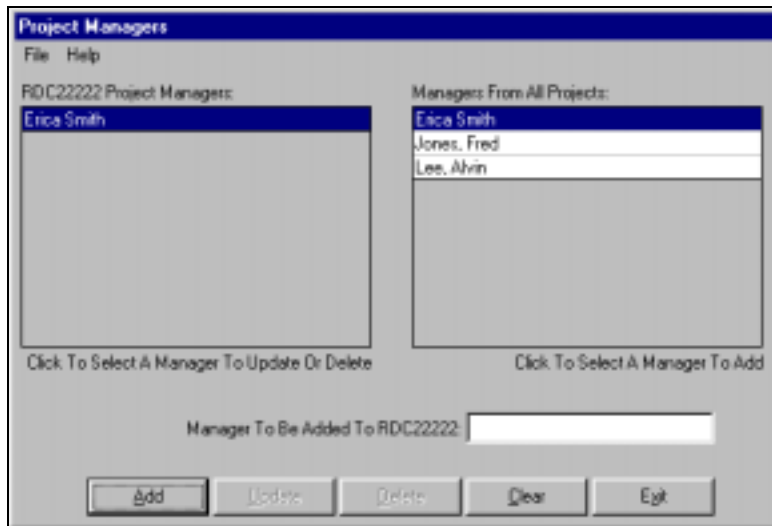 Project Managers
File Help
RDC22222 Project Managers:
Erica Smith
Managers From All Projects:
Erica Smith
Jones, Fred
Lee, Alvin
Click To Select A Manager To Update Or Delete
Click To Select A Manager To Add
Manager To Be Added To RDC22222:
Add Update Delete Clear Exit